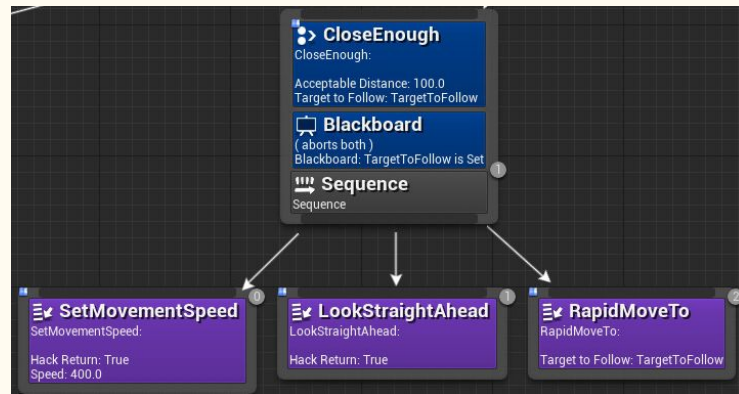 CloseEnough
CloseEnough:
Acceptable Distance: 100.0
Target to Follow: TargetToFollow
Blackboard
( aborts both )
Blackboard: TargetToFollow is Set
1
Sequence
Sequence
0
SetMovementSpeed
SetMovementSpeed:
Hack Return: True
Speed: 400.0
1
LookStraightAhead
LookStraightAhead:
Hack Return: True
2
RapidMoveTo
RapidMoveTo:
Target to Follow: TargetToFollow